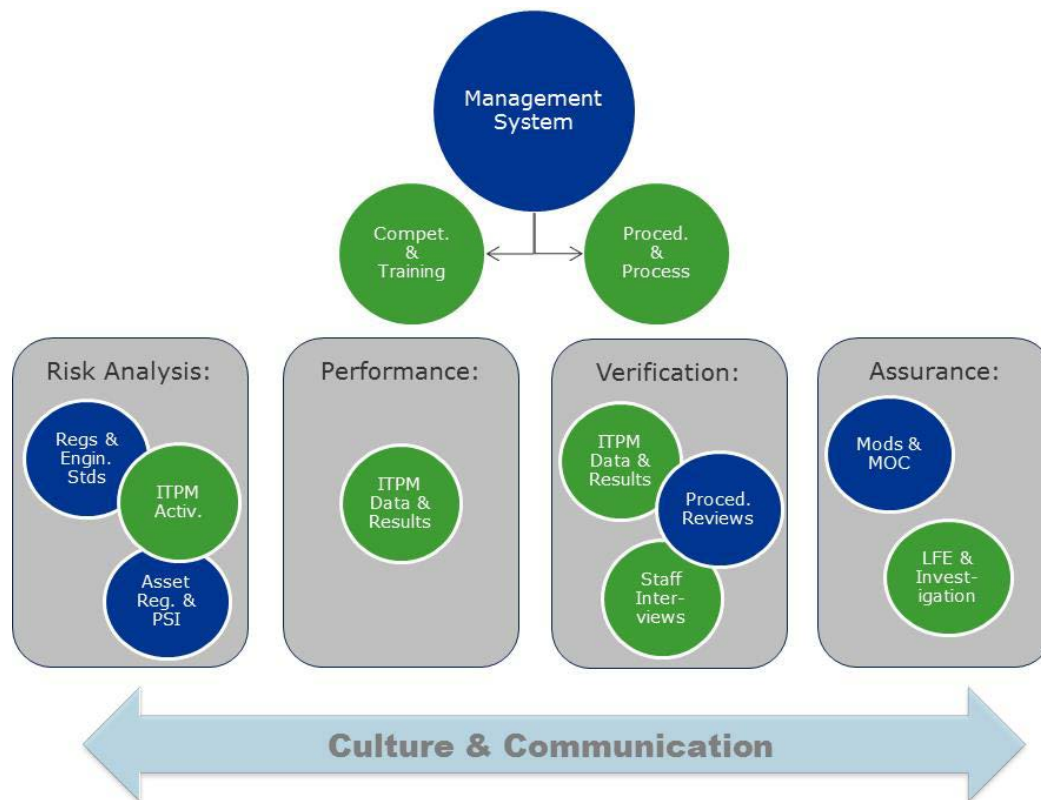 Management
System
Compet.
&
Training
Proced.
&
Process
Risk Analysis:
Regs &
Engin.
Stds
ITPM
Activ.
Asset
Reg. &
PSI
Performance:
ITPM
Data &
Results
Verification:
ITPM
Data &
Results
Proced.
Reviews
Staff
Inter-
views
Assurance:
Mods &
MOC
LFE &
Invest-
igation
Culture & Communication